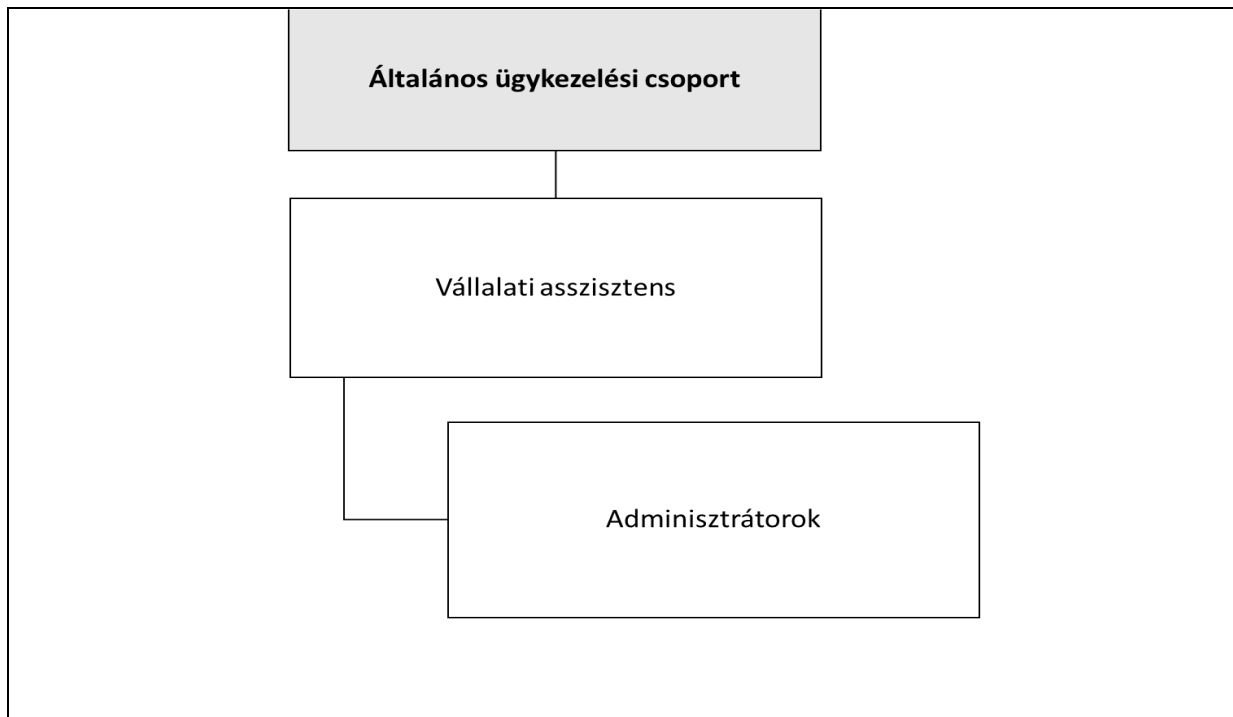 Általános ügykezelési csoport
Vállalati asszisztens
Adminisztrátorok